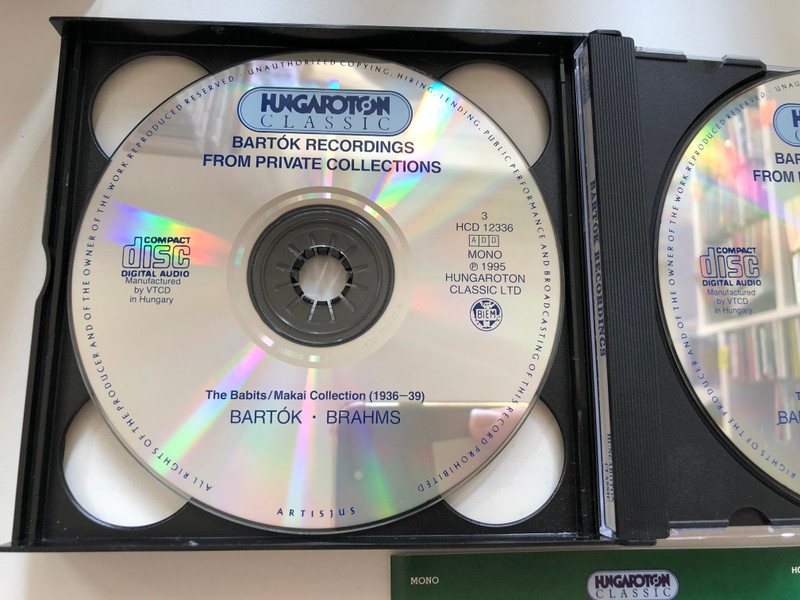 ALL RIGHTS OF THE PRODUCER AND OF THE OWNER OF THE WORK REPRODUCED RESERVED · UNAUTHORIZED COPYING, HIRING, LENDING, PUBLIC PERFORMANCE AND BROADCASTING OF THIS RECORD PROHIBITED
HUNGAROTON
CLASSIC
BARTÓK RECORDINGS
FROM PRIVATE COLLECTIONS
COMPACT
disc
DIGITAL AUDIO
Manufactured
by VTCD
in Hungary
3
HCD 12336
ADD
MONO
℗ 1995
HUNGAROTON
CLASSIC LTD
BIEM
The Babits/Makai Collection (1936–39)
BARTÓK · BRAHMS
ARTISJUS
BARTÓK RECORDINGS
FROM
COMPACT
disc
DIGITAL AUDIO
Manufactured
by VTCD
in Hungary
MONO
HUNGAROTON
CLASSIC